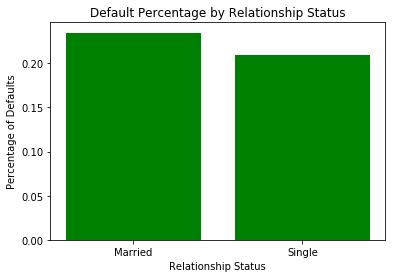 Default Percentage by Relationship Status
Percentage of Defaults
0.20
0.15
0.10
0.05
0.00
Married
Single
Relationship Status